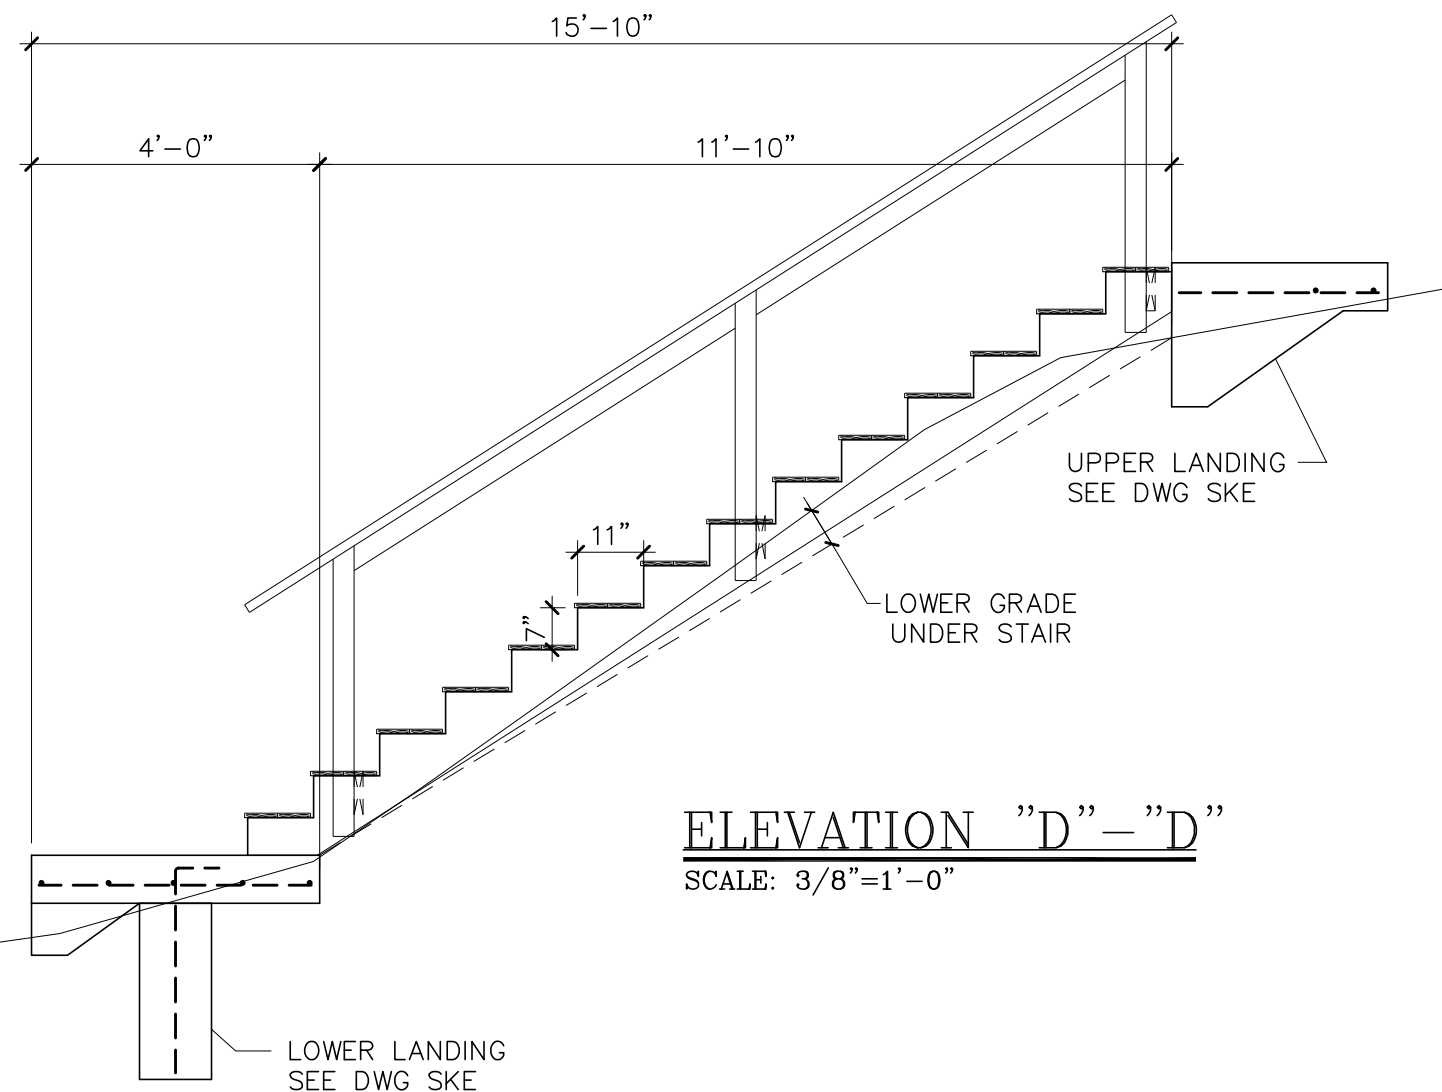 15'-10"
4'-0"
11'-10"
UPPER LANDING
SEE DWG SKE
11"
7"
LOWER GRADE
UNDER STAIR
ELEVATION "D"-"D"
SCALE: 3/8"=1'-0"
LOWER LANDING
SEE DWG SKE